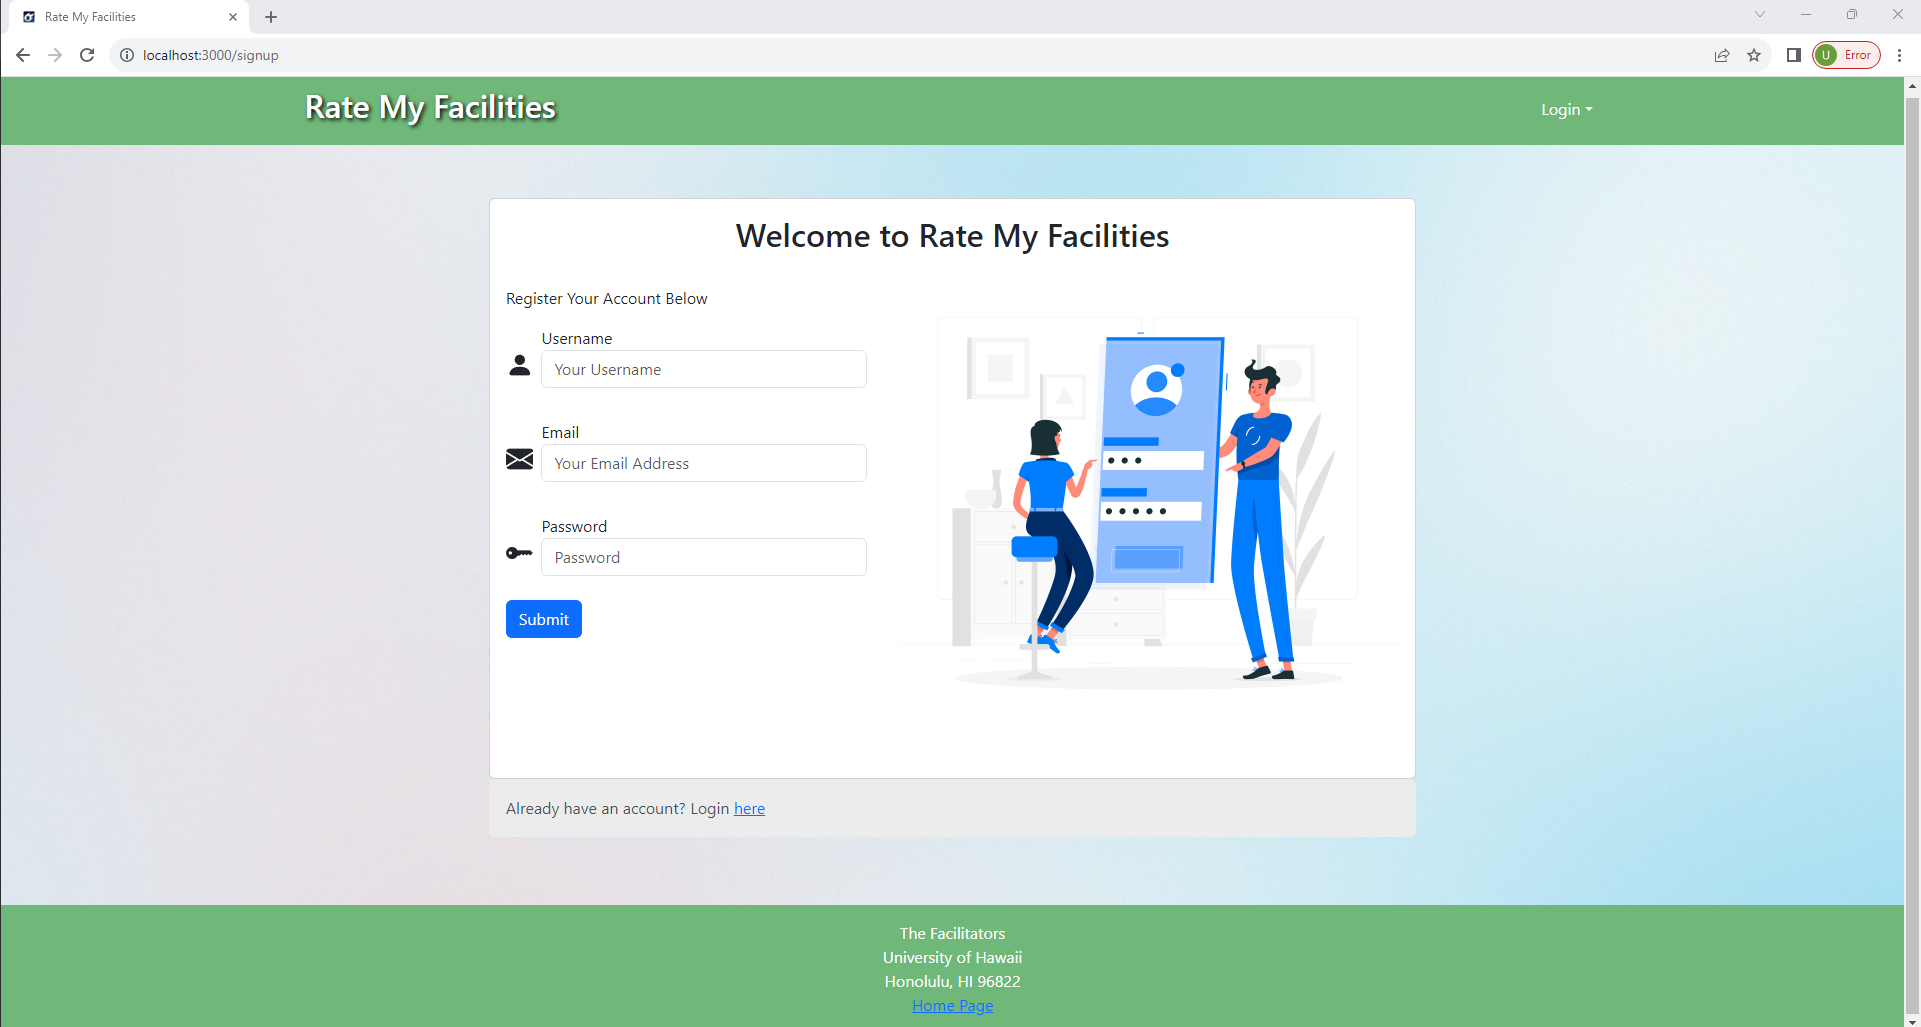 Rate My Facilities
localhost:3000/signup
U Error
Rate My Facilities
Login
Welcome to Rate My Facilities
Register Your Account Below
Username
Your Username
Email
Your Email Address
Password
Password
Submit
Already have an account? Login here
The Facilitators
University of Hawaii
Honolulu, HI 96822
Home Page